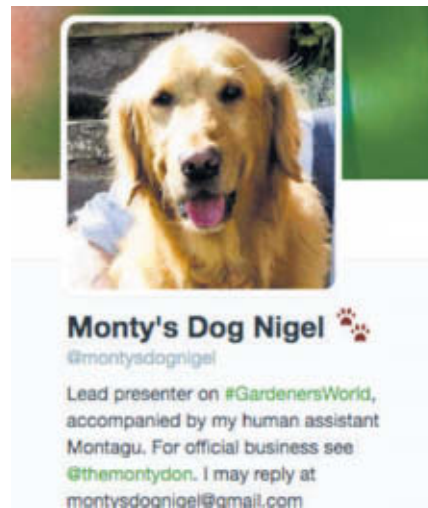 Monty's Dog Nigel
@montysdognigel
Lead presenter on #GardenersWorld,
accompanied by my human assistant
Montagu. For official business see
@themontydon. I may reply at
montysdognigel@gmail.com